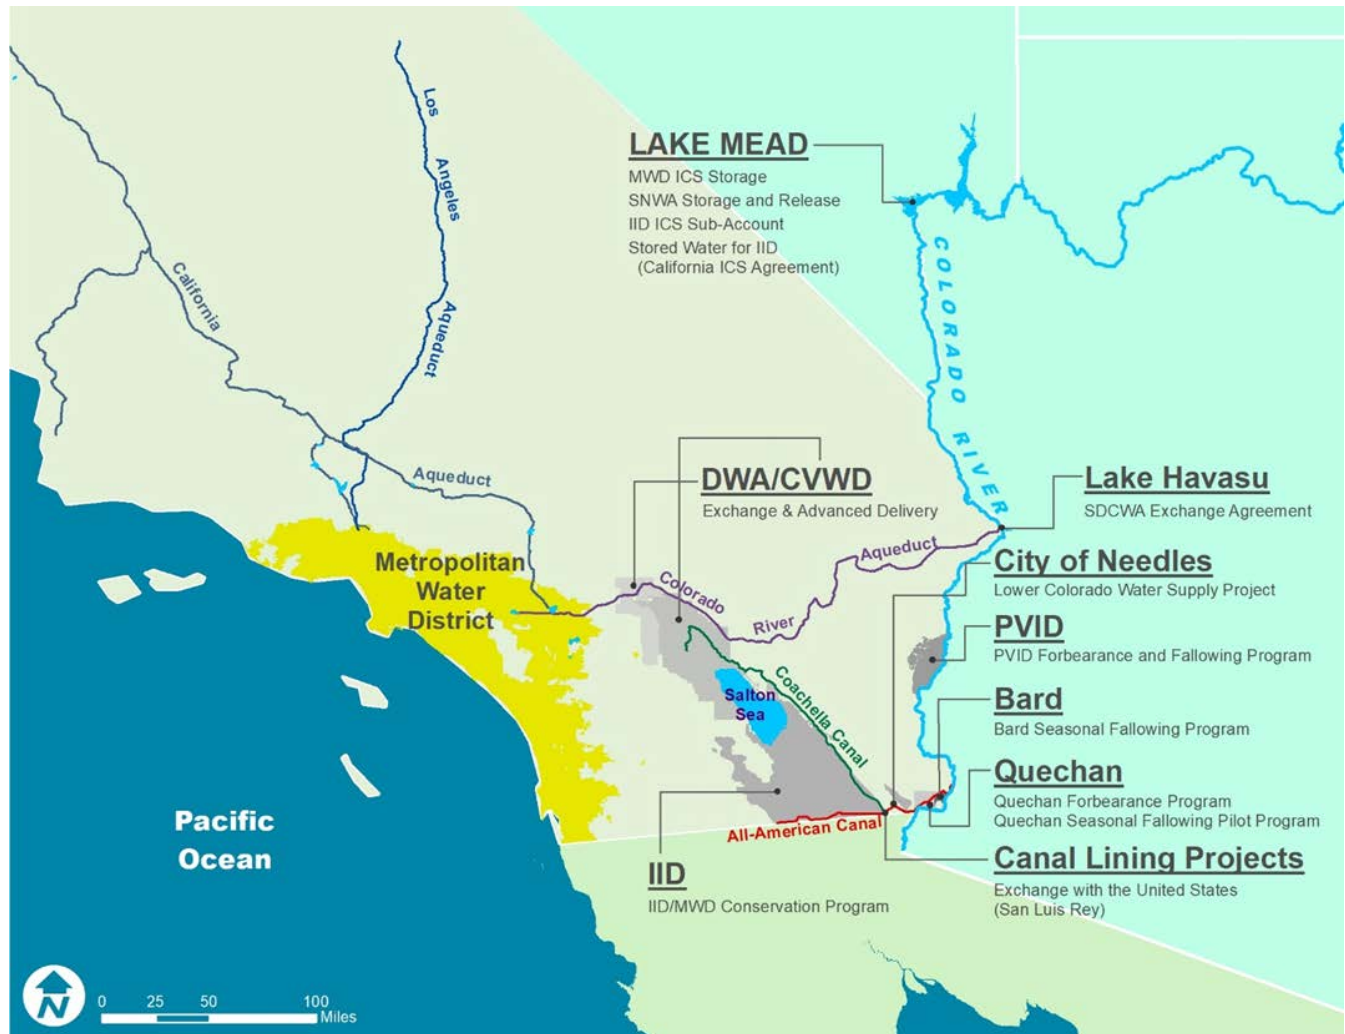 Los
Angeles
Aqueduct
California
Aqueduct
LAKE MEAD
MWD ICS Storage
SNWA Storage and Release
IID ICS Sub-Account
Stored Water for IID
(California ICS Agreement)
COLORADO RIVER
DWA/CVWD
Exchange & Advanced Delivery
Lake Havasu
SDCWA Exchange Agreement
Metropolitan
Water
District
Colorado
River
Aqueduct
City of Needles
Lower Colorado Water Supply Project
PVID
PVID Forbearance and Fallowing Program
Coachella Canal
Salton
Sea
Bard
Bard Seasonal Fallowing Program
Quechan
Quechan Forbearance Program
Quechan Seasonal Fallowing Pilot Program
All-American Canal
Canal Lining Projects
Exchange with the United States
(San Luis Rey)
IID
IID/MWD Conservation Program
Pacific
Ocean
N
0 25 50 100
Miles